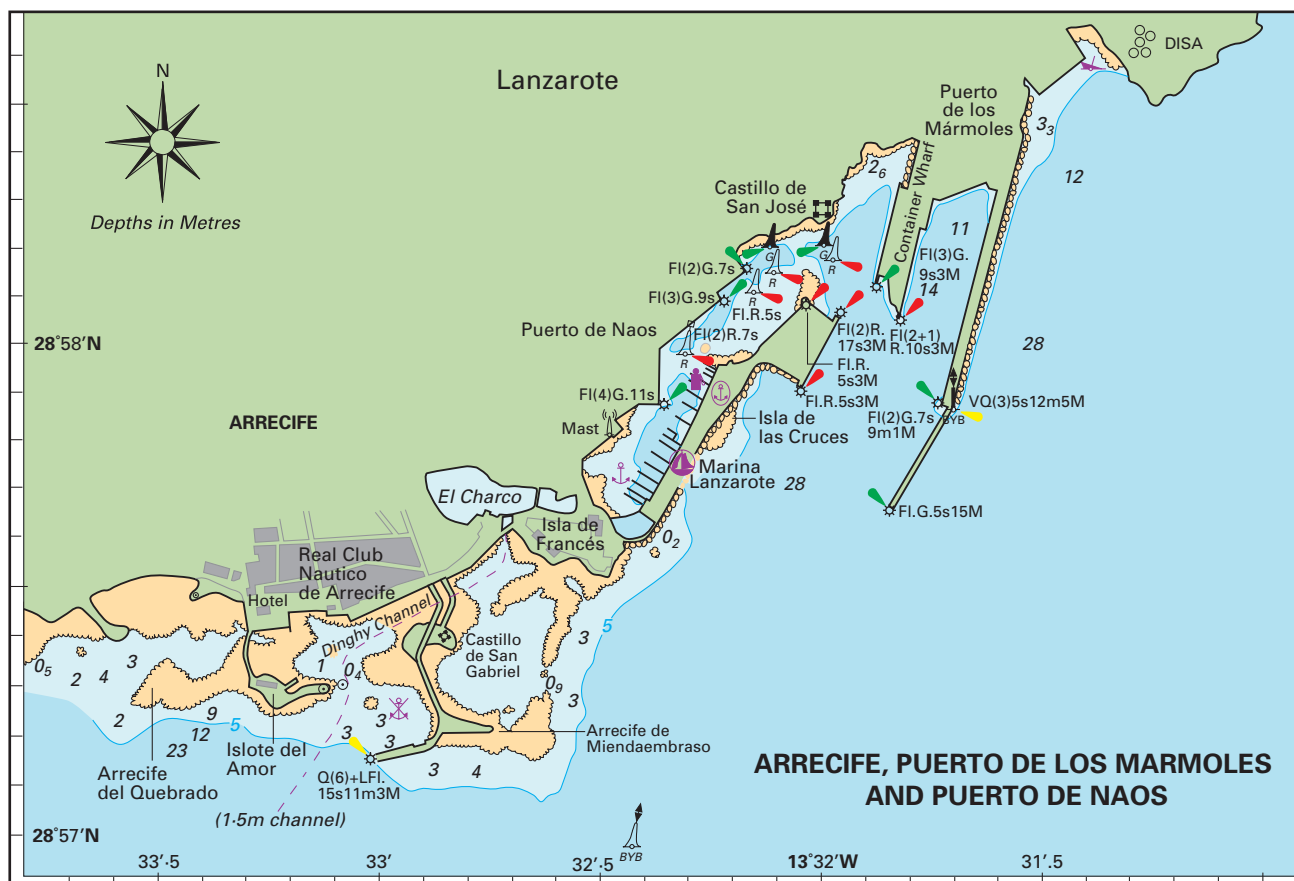 Lanzarote
N
Depths in Metres
DISA
Puerto
de los
Mármoles
3₃
12
2₆
Container Wharf
Castillo de
San José
11
Fl(3)G.
9s3M
14
G
G
R
R
R
Fl(2)G.7s
Fl(3)G.9s
Fl.R.5s
Puerto de Naos
Fl(2)R.7s
R
Fl(2)R.
17s3M
Fl(2+1)
R.10s3M
28
28°58'N
Fl.R.
5s3M
Fl.R.5s3M
Fl(4)G.11s
VQ(3)5s12m5M
Fl(2)G.7s
9m1M
BYB
ARRECIFE
Mast
Isla de
las Cruces
Marina
Lanzarote
28
El Charco
Fl.G.5s15M
Isla de
Francés
0₂
Real Club
Nautico
de Arrecife
Hotel
Dinghy Channel
Castillo
de San
Gabriel
3
5
0₅
2
4
3
1
0₄
0₉
3
2
9
12
23
5
3
3
3
3
4
Arrecife
del Quebrado
Islote del
Amor
Q(6)+LFl.
15s11m3M
Arrecife de
Miendaembraso
(1·5m channel)
ARRECIFE, PUERTO DE LOS MARMOLES
AND PUERTO DE NAOS
BYB
28°57'N
33'·5
33'
32'·5
13°32'W
31'·5